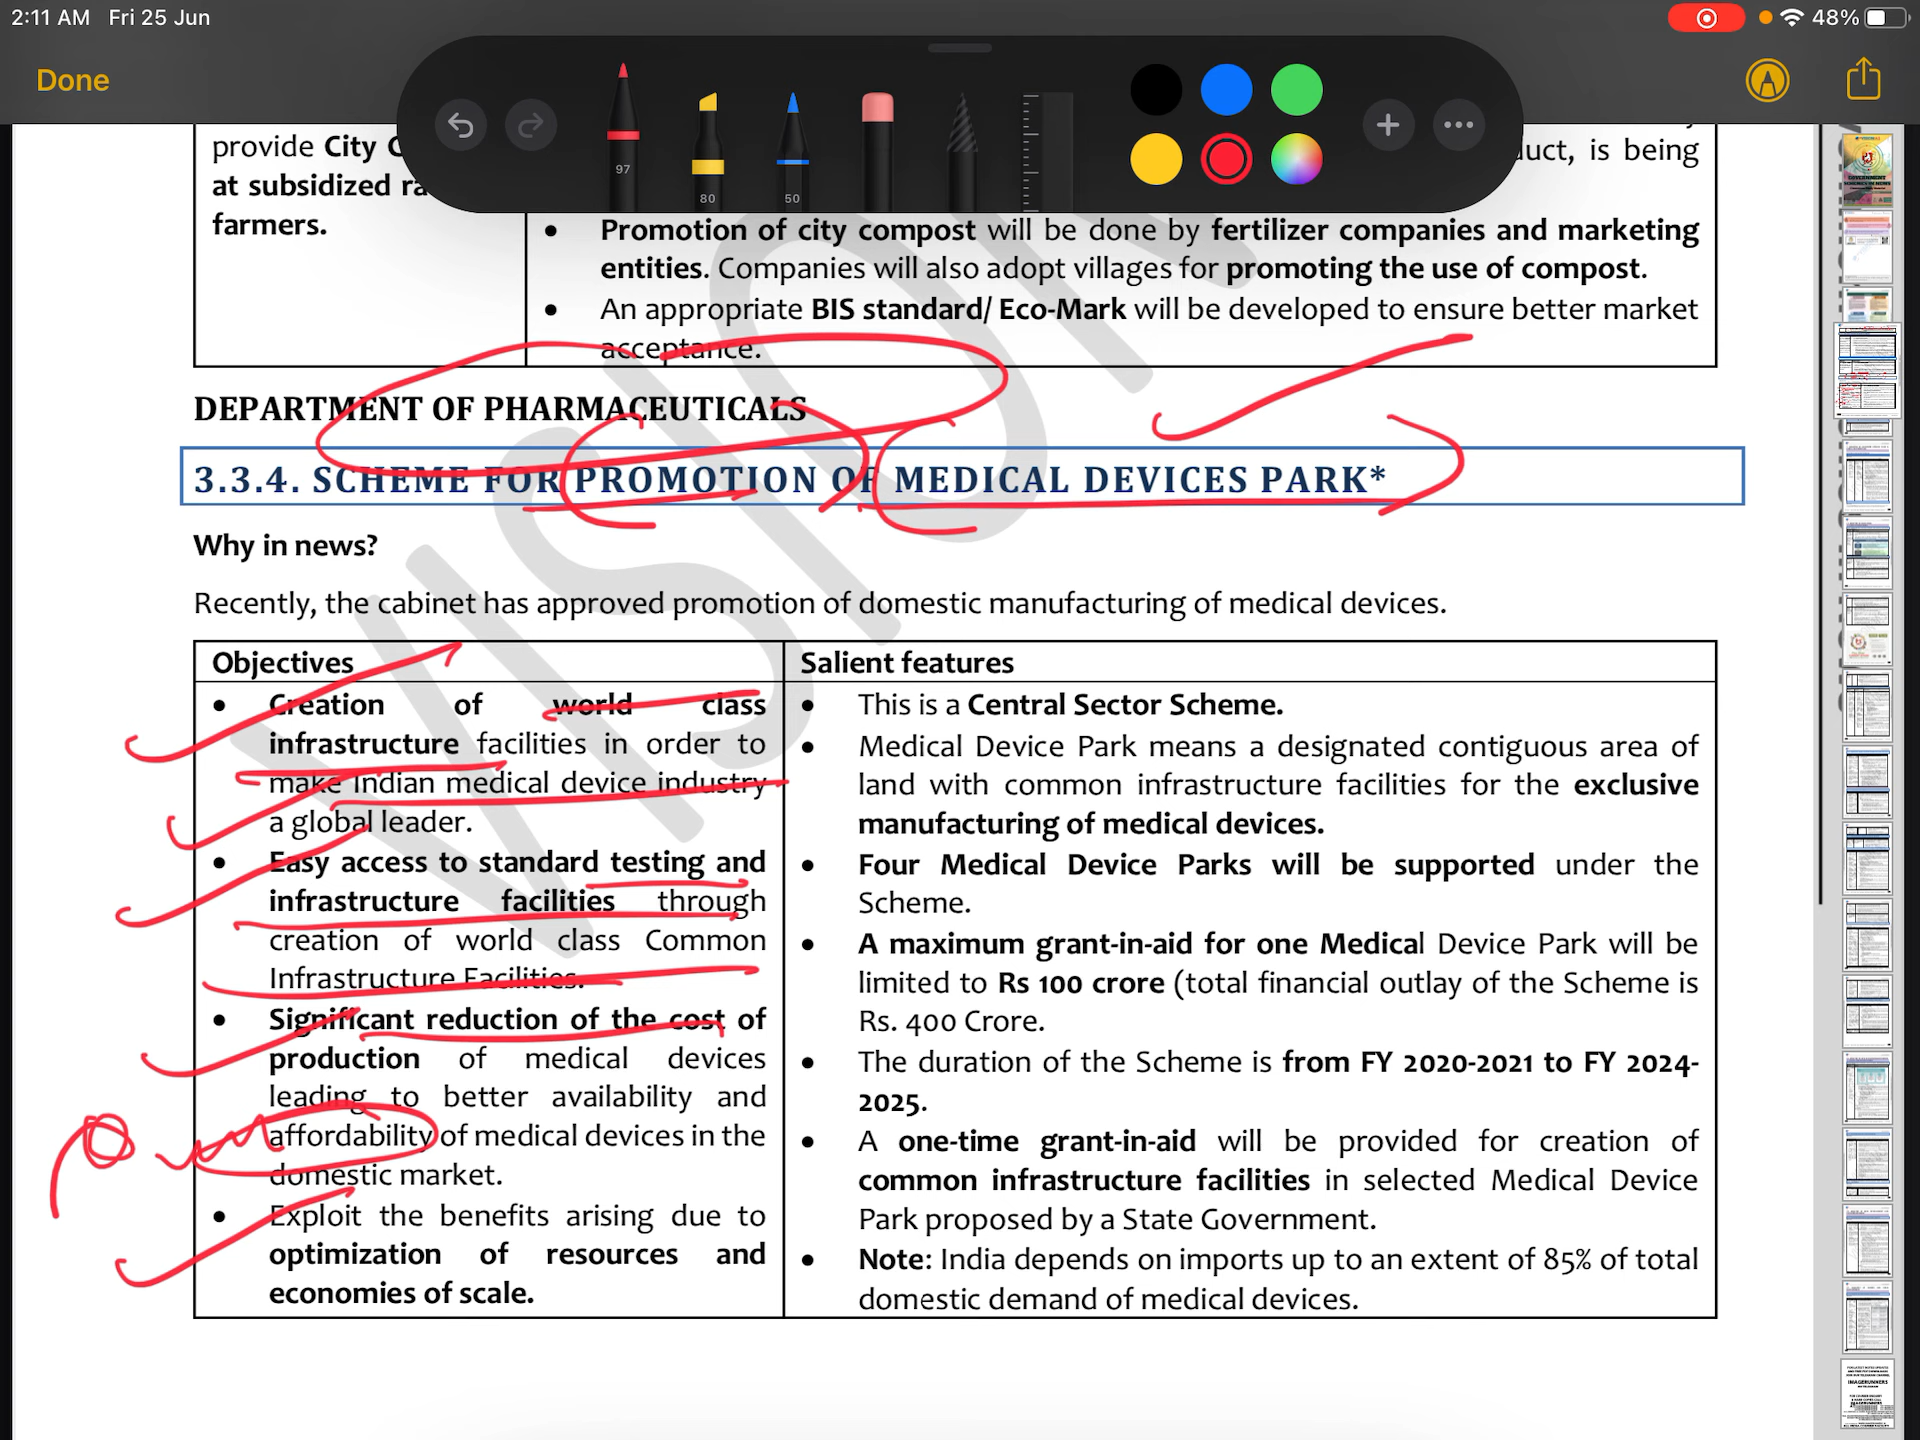 2:11 AM Fri 25 Jun
48%
Done
97
80
50
provide City C
at subsidized ra
farmers.
duct, is being
• Promotion of city compost will be done by fertilizer companies and marketing
entities. Companies will also adopt villages for promoting the use of compost.
• An appropriate BIS standard/ Eco-Mark will be developed to ensure better market
acceptance.
DEPARTMENT OF PHARMACEUTICALS
3.3.4. SCHEME FOR PROMOTION OF MEDICAL DEVICES PARK*
Why in news?
Recently, the cabinet has approved promotion of domestic manufacturing of medical devices.
Objectives
• Creation of world class
infrastructure facilities in order to
make Indian medical device industry
a global leader.
• Easy access to standard testing and
infrastructure facilities through
creation of world class Common
Infrastructure Facilities.
• Significant reduction of the cost of
production of medical devices
leading to better availability and
affordability of medical devices in the
domestic market.
• Exploit the benefits arising due to
optimization of resources and
economies of scale.
Salient features
• This is a Central Sector Scheme.
• Medical Device Park means a designated contiguous area of
land with common infrastructure facilities for the exclusive
manufacturing of medical devices.
• Four Medical Device Parks will be supported under the
Scheme.
• A maximum grant-in-aid for one Medical Device Park will be
limited to Rs 100 crore (total financial outlay of the Scheme is
Rs. 400 Crore.
• The duration of the Scheme is from FY 2020-2021 to FY 2024-
2025.
• A one-time grant-in-aid will be provided for creation of
common infrastructure facilities in selected Medical Device
Park proposed by a State Government.
• Note: India depends on imports up to an extent of 85% of total
domestic demand of medical devices.